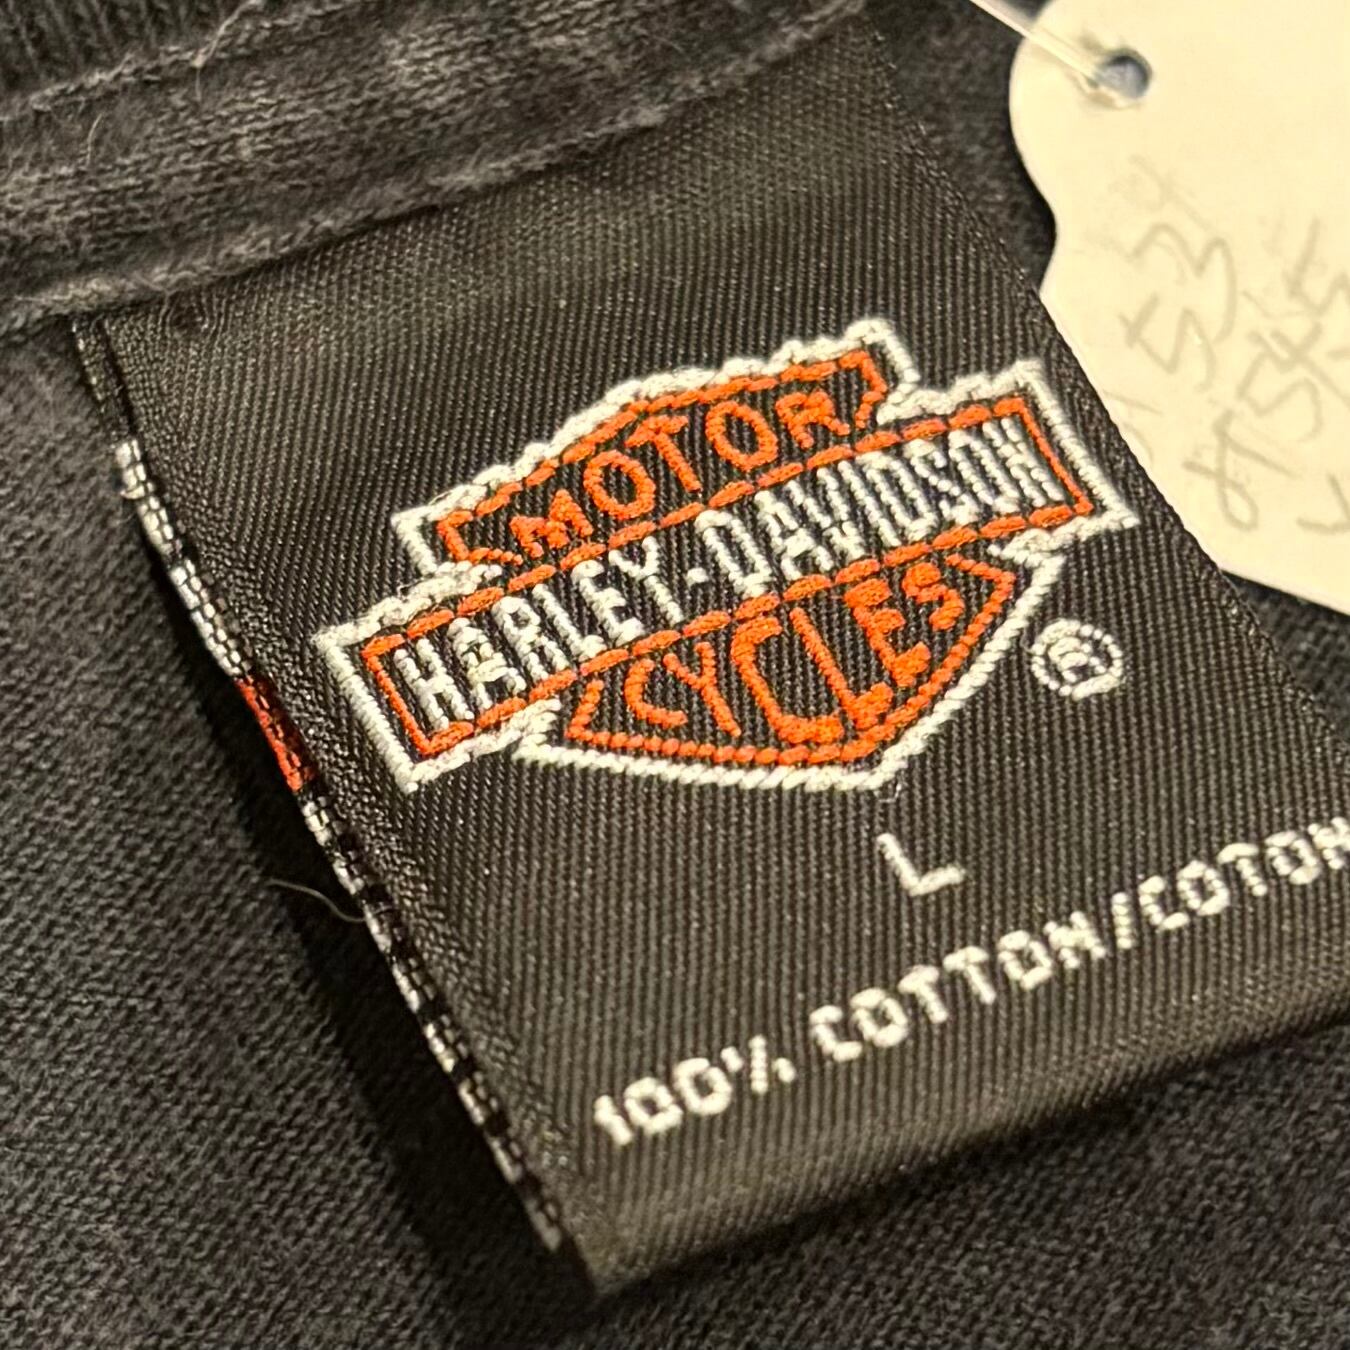 MOTOR
HARLEY-DAVIDSON
CYCLES
®
L
100% COTTON/COTON